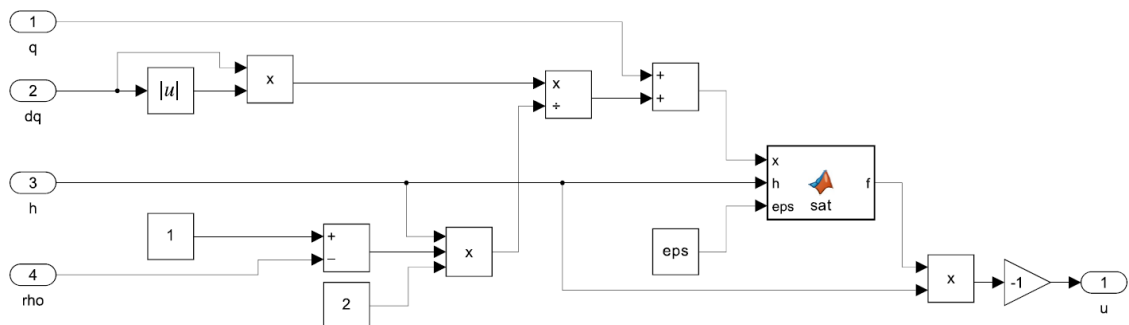 1
q
2
dq
|u|
x
x
÷
+
+
3
h
x
h
eps
f
sat
1
+
−
x
eps
4
rho
2
x
-1
1
u